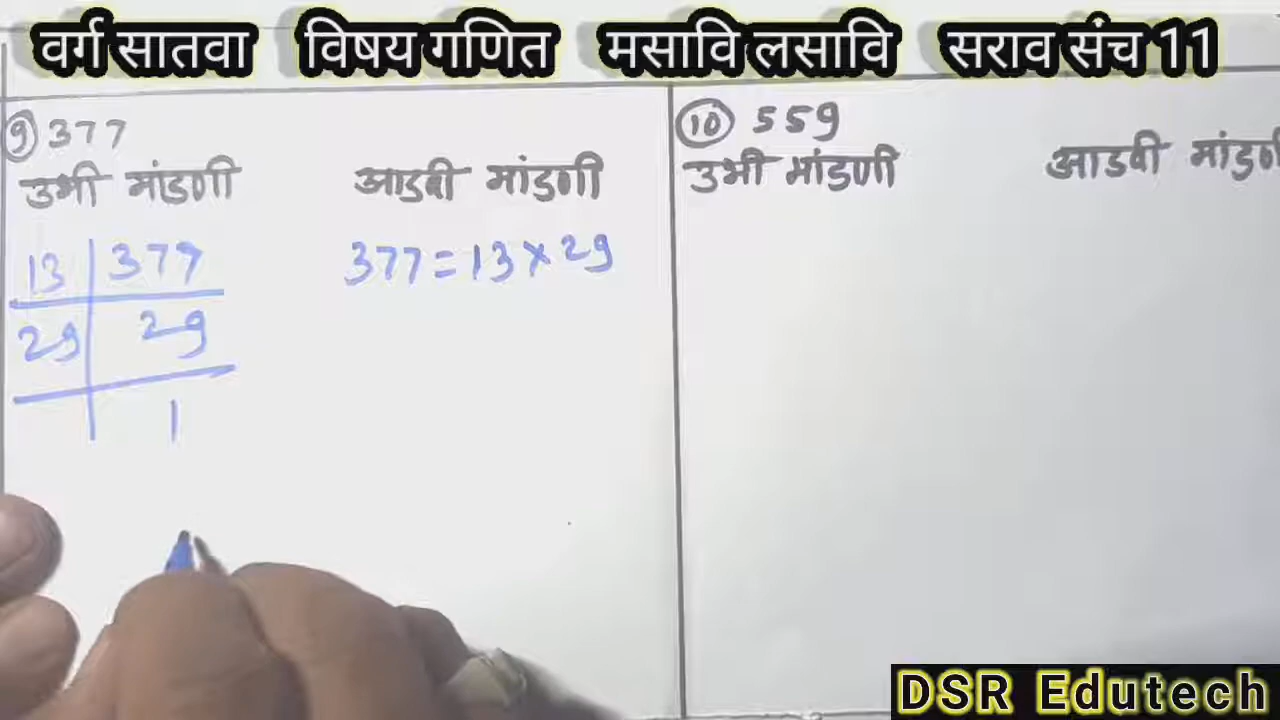 वर्ग सातवा विषय गणित मसावि लसावि सराव संच 11
9 377
उभी मांडणी आडवी मांडणी
13 377
29 29
1
377 = 13 × 29
10 559
उभी मांडणी आडवी मांडणी
DSR Edutech